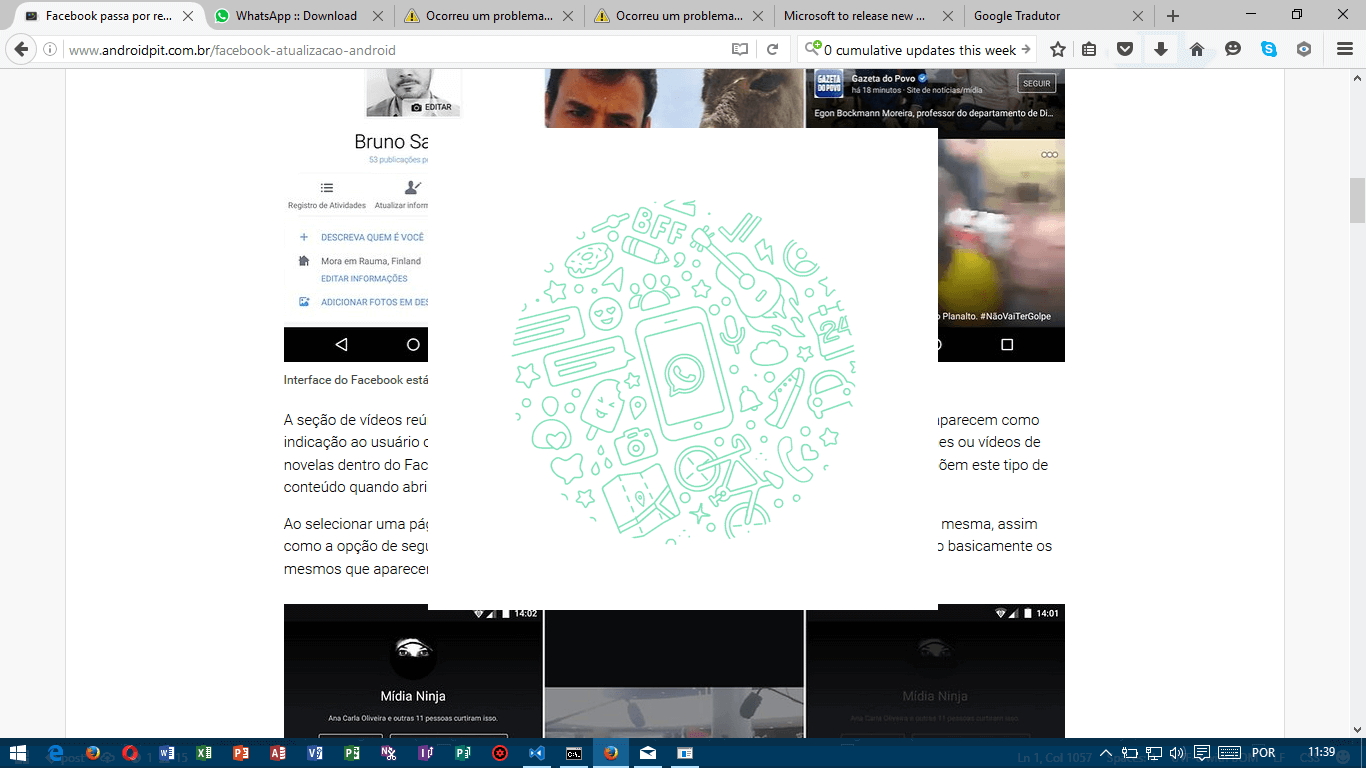 Facebook passa por re...
WhatsApp :: Download
Ocorreu um problema...
Ocorreu um problema...
Microsoft to release new ...
Google Tradutor
www.androidpit.com.br/facebook-atualizacao-android
0 cumulative updates this week
EDITAR
Bruno Sa
53 publicações p
Registro de Atividades
Atualizar inform
DESCREVA QUEM É VOCÊ
Mora em Rauma, Finland
EDITAR INFORMAÇÕES
ADICIONAR FOTOS EM DES
GAZETA DO POVO
Gazeta do Povo
há 18 minutos · Site de notícias/mídia
SEGUIR
Egon Bockmann Moreira, professor do departamento de Di...
o Planalto. #NãoVaiTerGolpe
BFF
24
Interface do Facebook está
A seção de vídeos reú
aparecem como
indicação ao usuário
es ou vídeos de
novelas dentro do Fac
õem este tipo de
conteúdo quando abri
Ao selecionar uma pág
mesma, assim
como a opção de segu
o basicamente os
mesmos que aparecem
14:02
14:01
Mídia Ninja
Ana Carla Oliveira e outras 11 pessoas curtiram isso.
Mídia Ninja
Ana Carla Oliveira e outras 11 pessoas curtiram isso.
Ln 1, Col 1057
POR
11:39